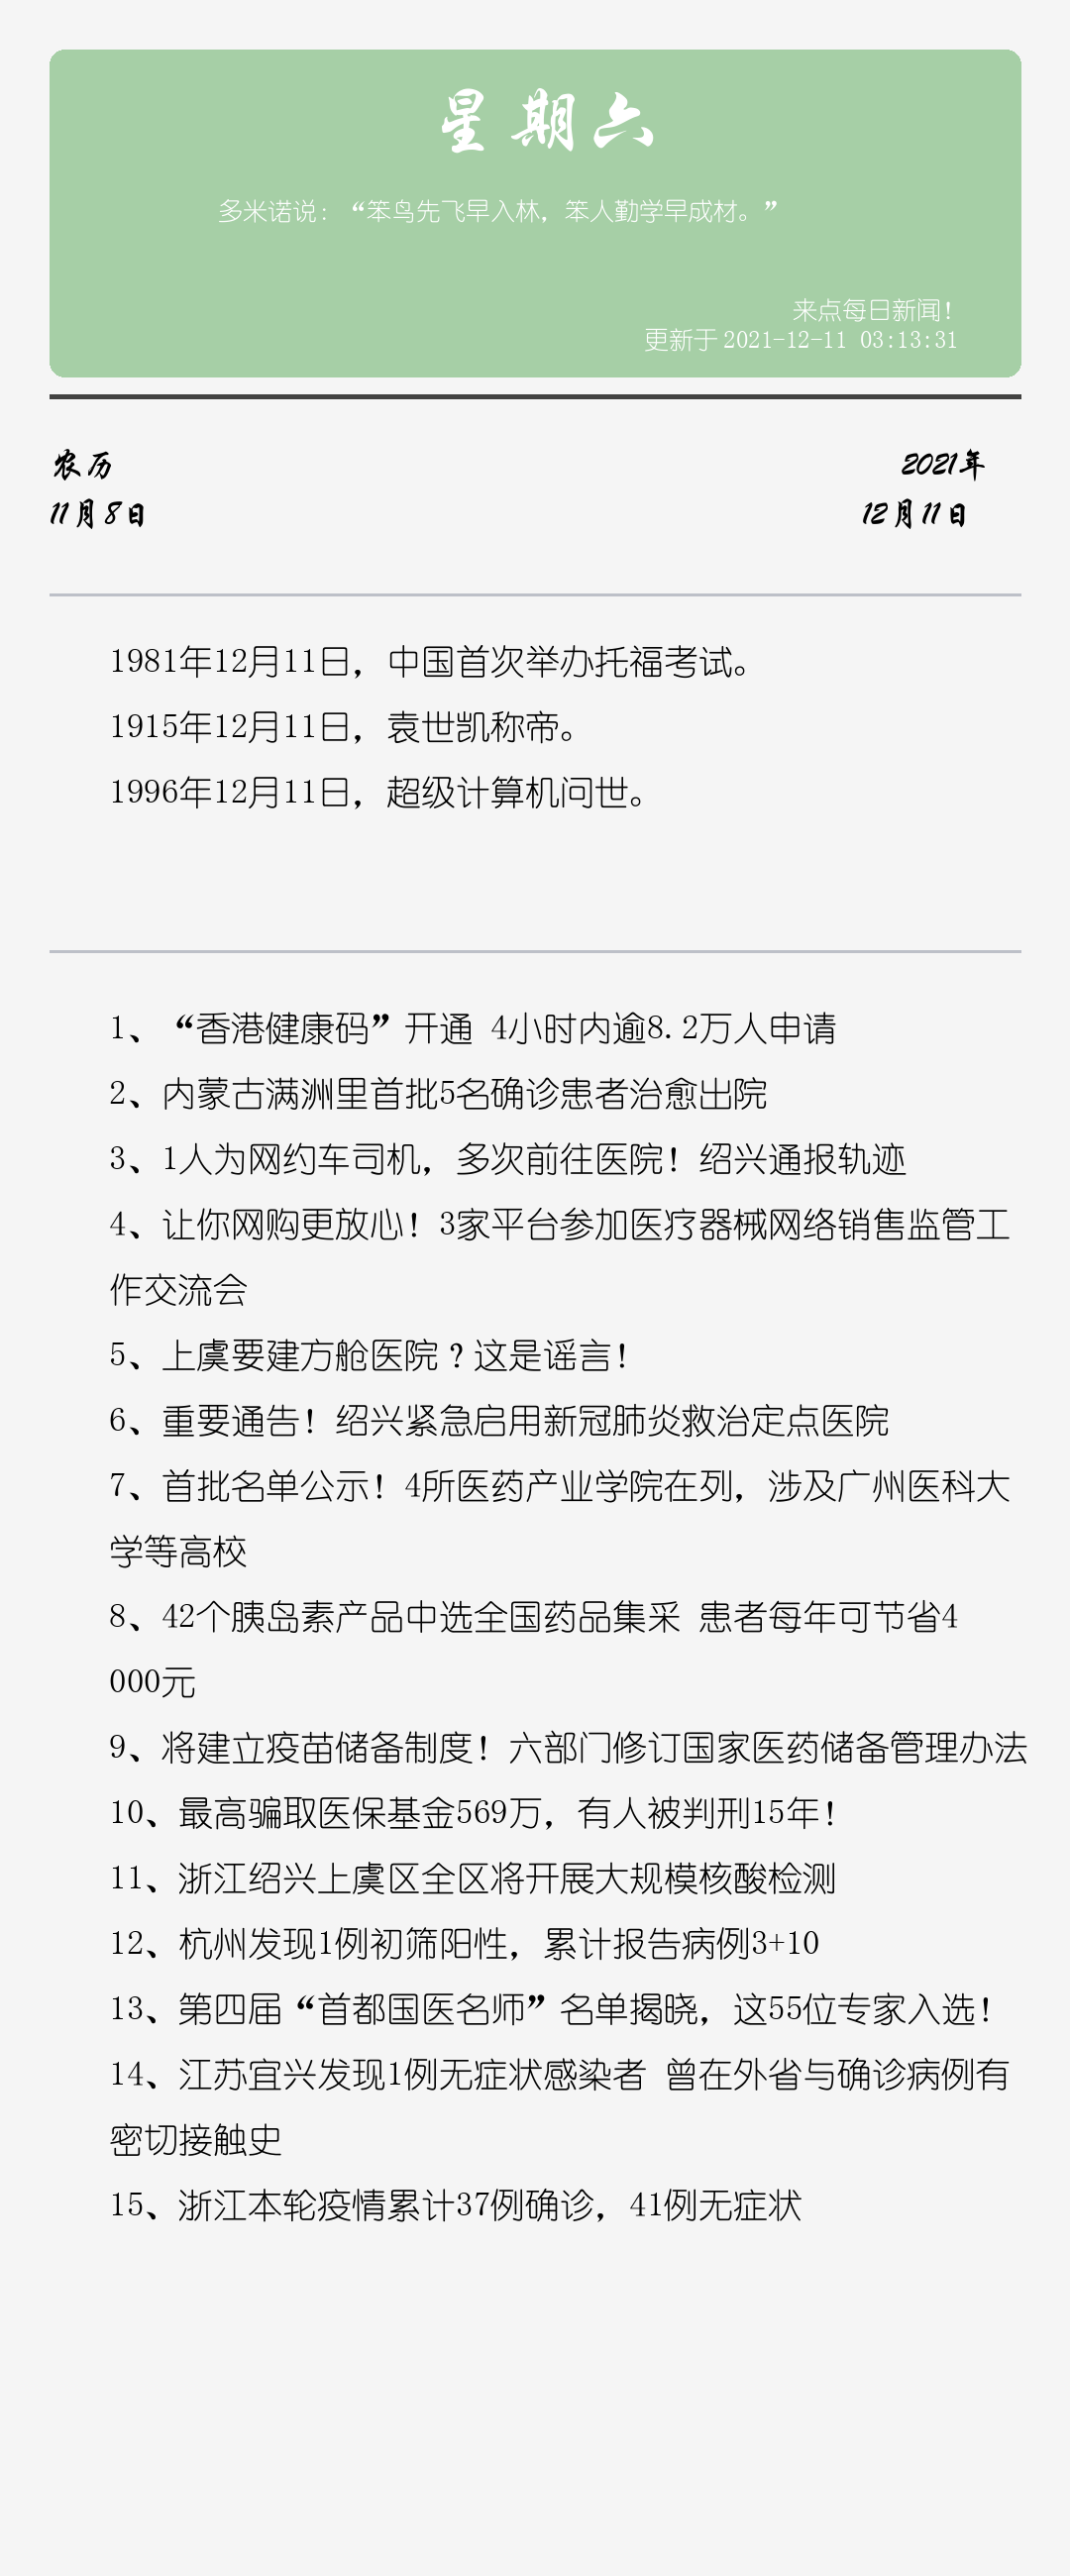 星期六
多米诺说：“笨鸟先飞早入林，笨人勤学早成材。”
来点每日新闻！
更新于 2021-12-11 03:13:31
农历
2021年
11月8日
12月11日
1981年12月11日，中国首次举办托福考试。
1915年12月11日，袁世凯称帝。
1996年12月11日，超级计算机问世。
1、“香港健康码”开通 4小时内逾8.2万人申请
2、内蒙古满洲里首批5名确诊患者治愈出院
3、1人为网约车司机，多次前往医院！绍兴通报轨迹
4、让你网购更放心！3家平台参加医疗器械网络销售监管工
作交流会
5、上虞要建方舱医院？这是谣言！
6、重要通告！绍兴紧急启用新冠肺炎救治定点医院
7、首批名单公示！4所医药产业学院在列，涉及广州医科大
学等高校
8、42个胰岛素产品中选全国药品集采 患者每年可节省4
000元
9、将建立疫苗储备制度！六部门修订国家医药储备管理办法
10、最高骗取医保基金569万，有人被判刑15年！
11、浙江绍兴上虞区全区将开展大规模核酸检测
12、杭州发现1例初筛阳性，累计报告病例3+10
13、第四届“首都国医名师”名单揭晓，这55位专家入选！
14、江苏宜兴发现1例无症状感染者 曾在外省与确诊病例有
密切接触史
15、浙江本轮疫情累计37例确诊，41例无症状